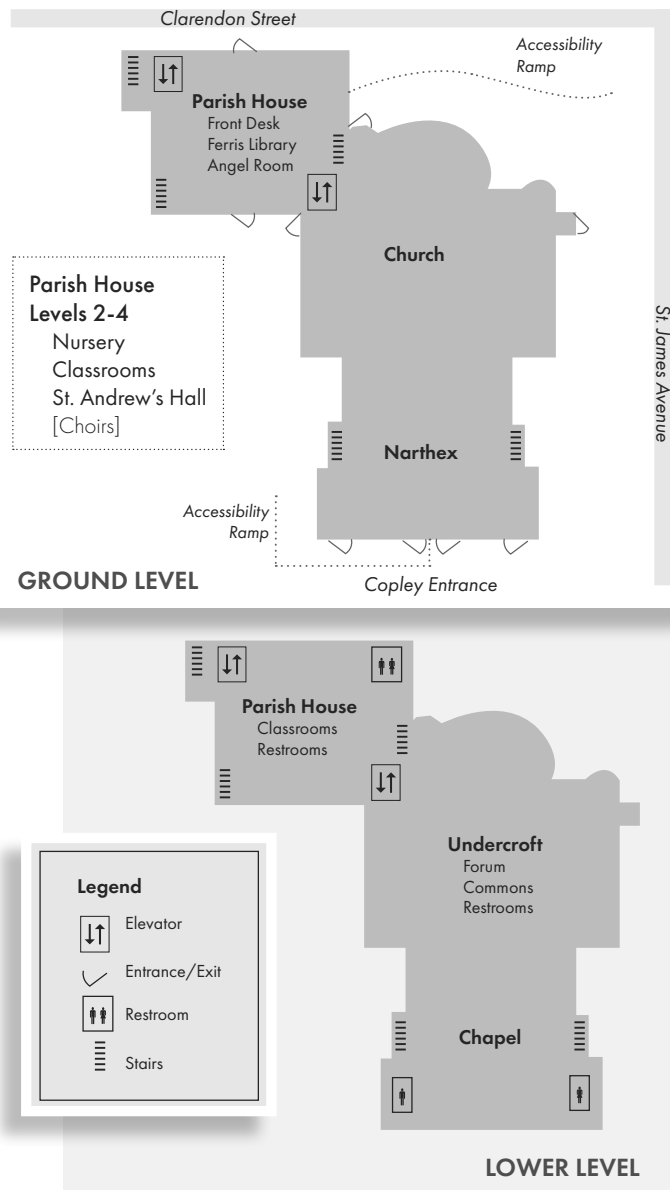 Clarendon Street
Accessibility
Ramp
Parish House
Front Desk
Ferris Library
Angel Room
Church
Parish House
Levels 2-4
Nursery
Classrooms
St. Andrew's Hall
[Choirs]
St. James Avenue
Narthex
Accessibility
Ramp
GROUND LEVEL
Copley Entrance
Parish House
Classrooms
Restrooms
Undercroft
Forum
Commons
Restrooms
Legend
Elevator
Entrance/Exit
Restroom
Stairs
Chapel
LOWER LEVEL